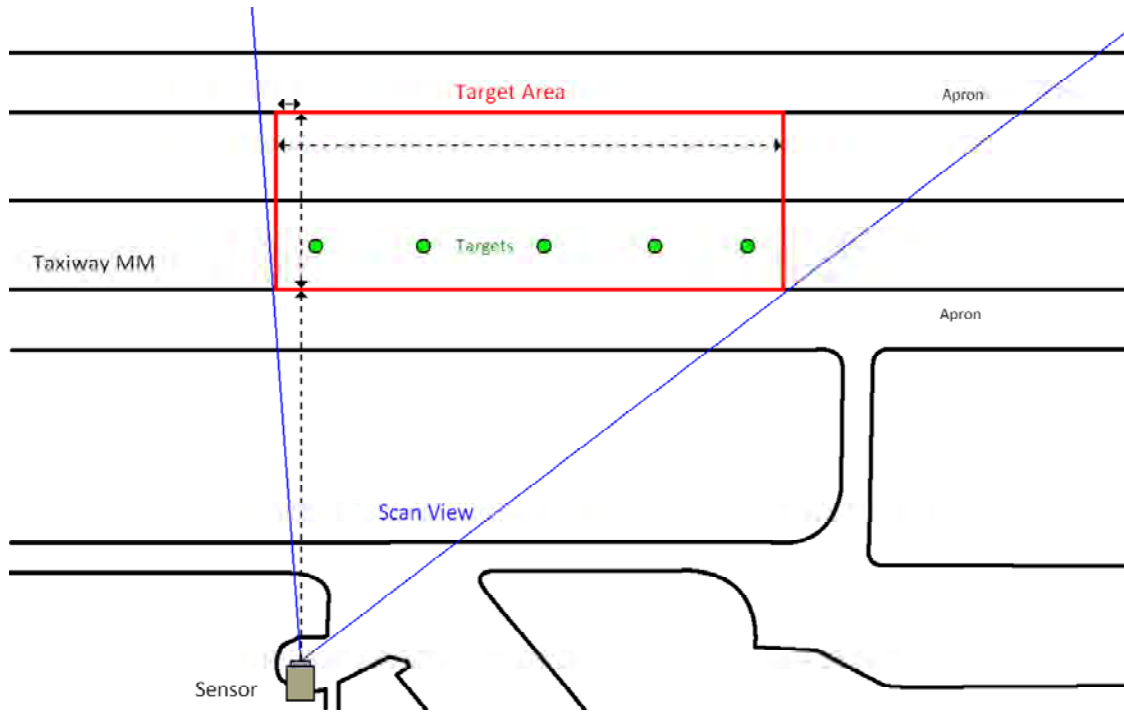 Target Area
Apron
Targets
Taxiway MM
Apron
Scan View
Sensor